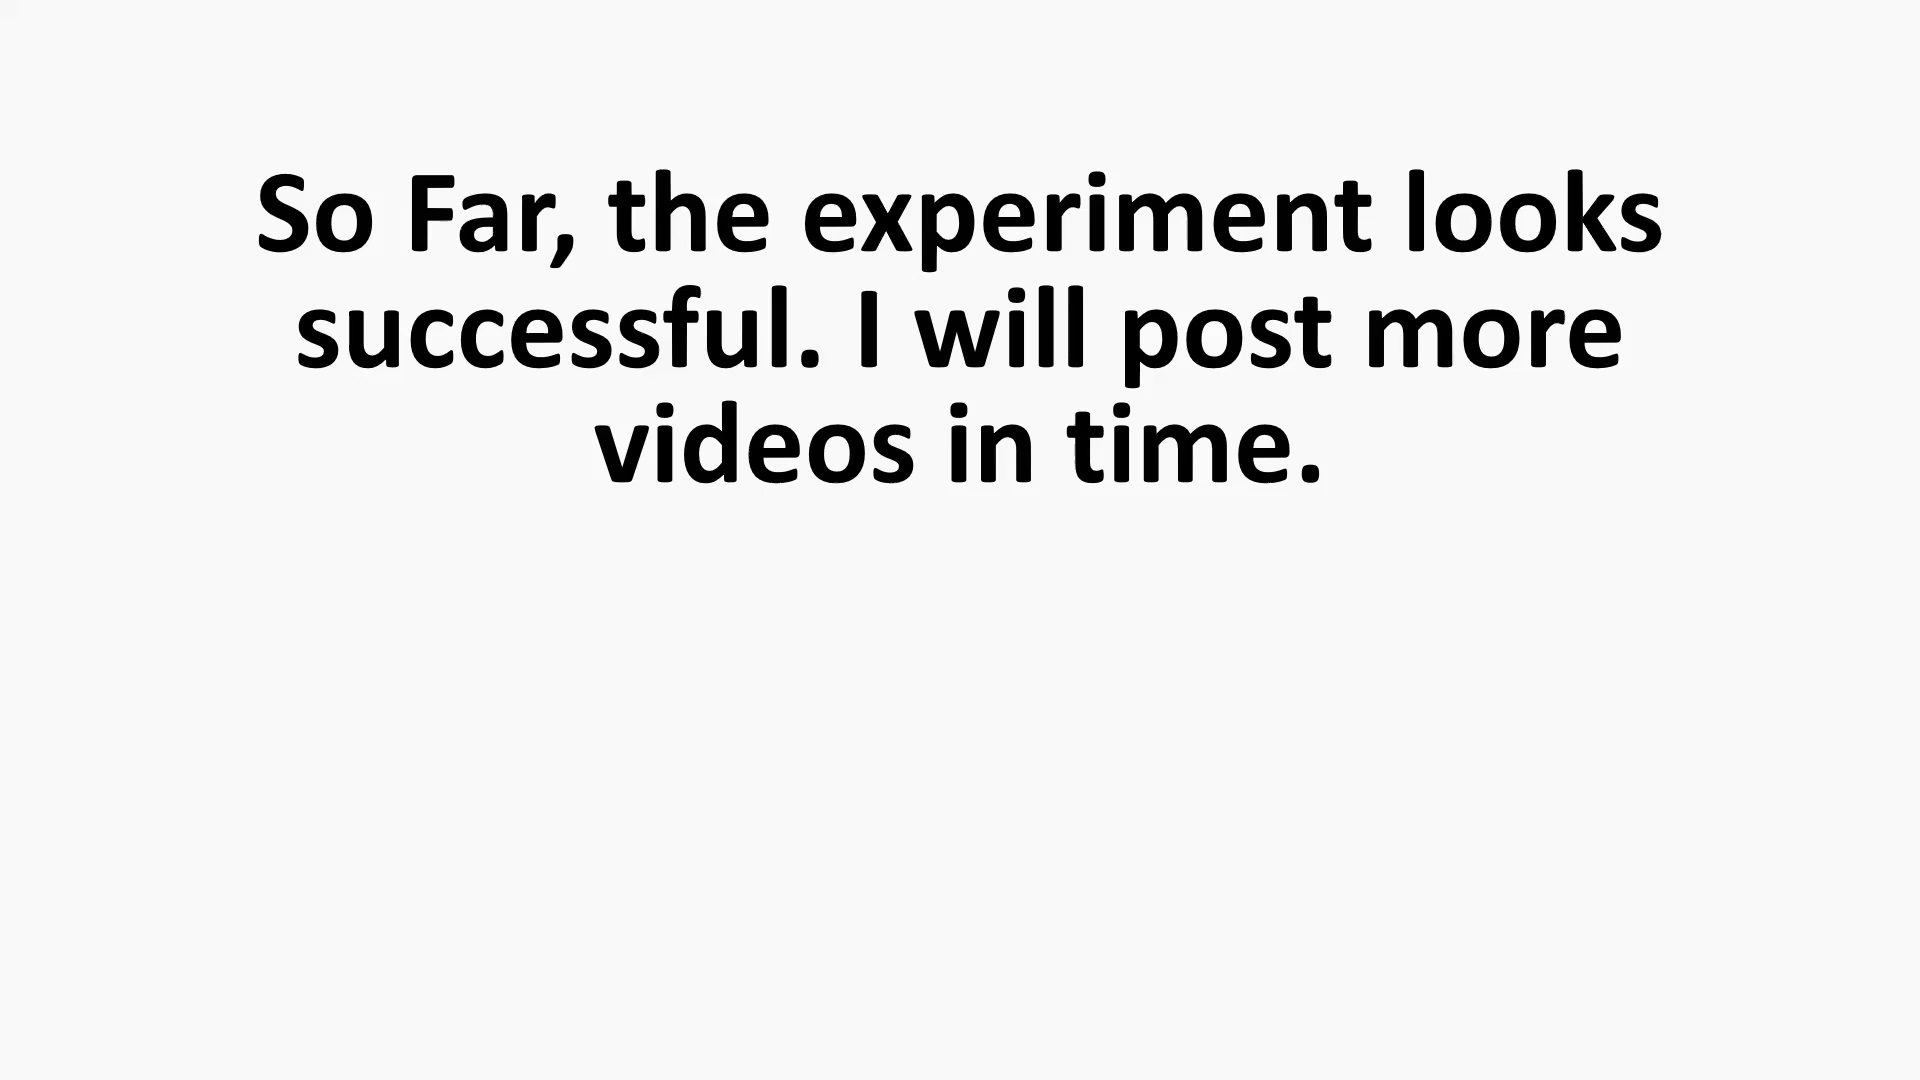 So Far, the experiment looks
successful. I will post more
videos in time.